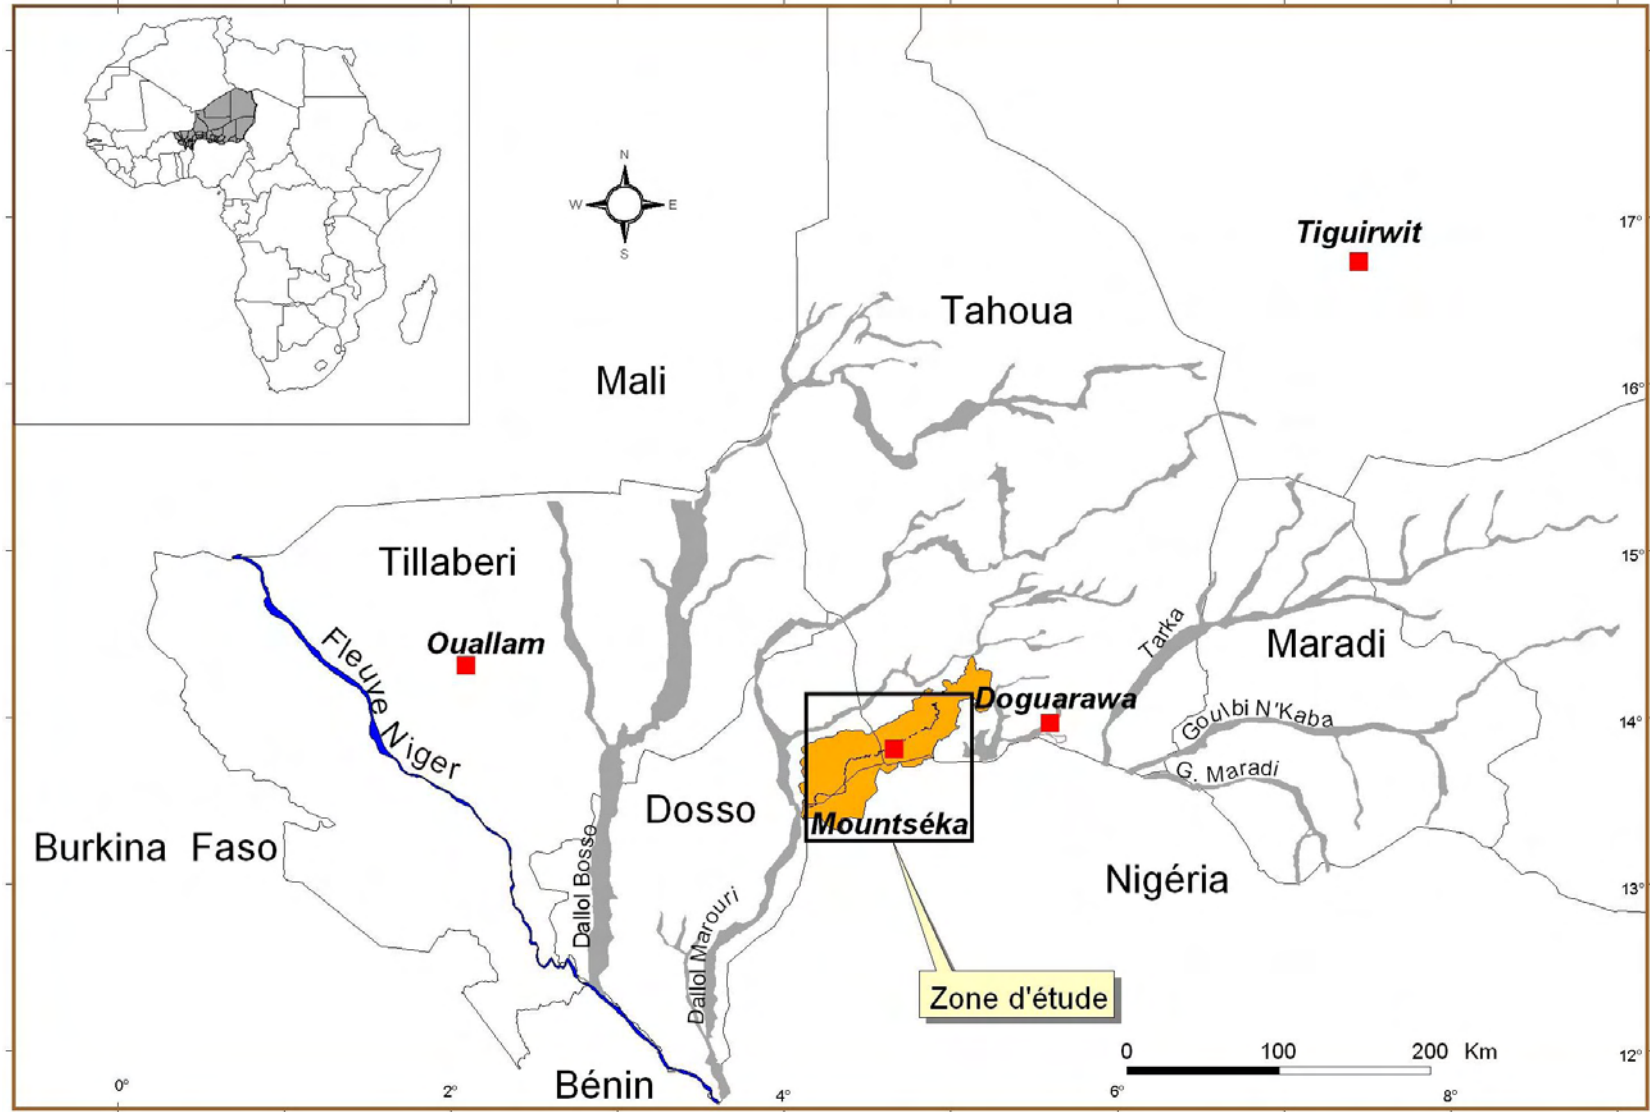 N
W E
S
Tiguirwit
17°
Tahoua
Mali
16°
Tillaberi
15°
Ouallam
Fleuve Niger
Tarka
Maradi
Doguarawa
Goulbi N'Kaba
14°
G. Maradi
Dosso
Mountséka
Burkina Faso
Dallol Bosso
Nigéria
13°
Dallol Marouri
Zone d'étude
0 100 200 Km
12°
Bénin
0° 2° 4° 6° 8°